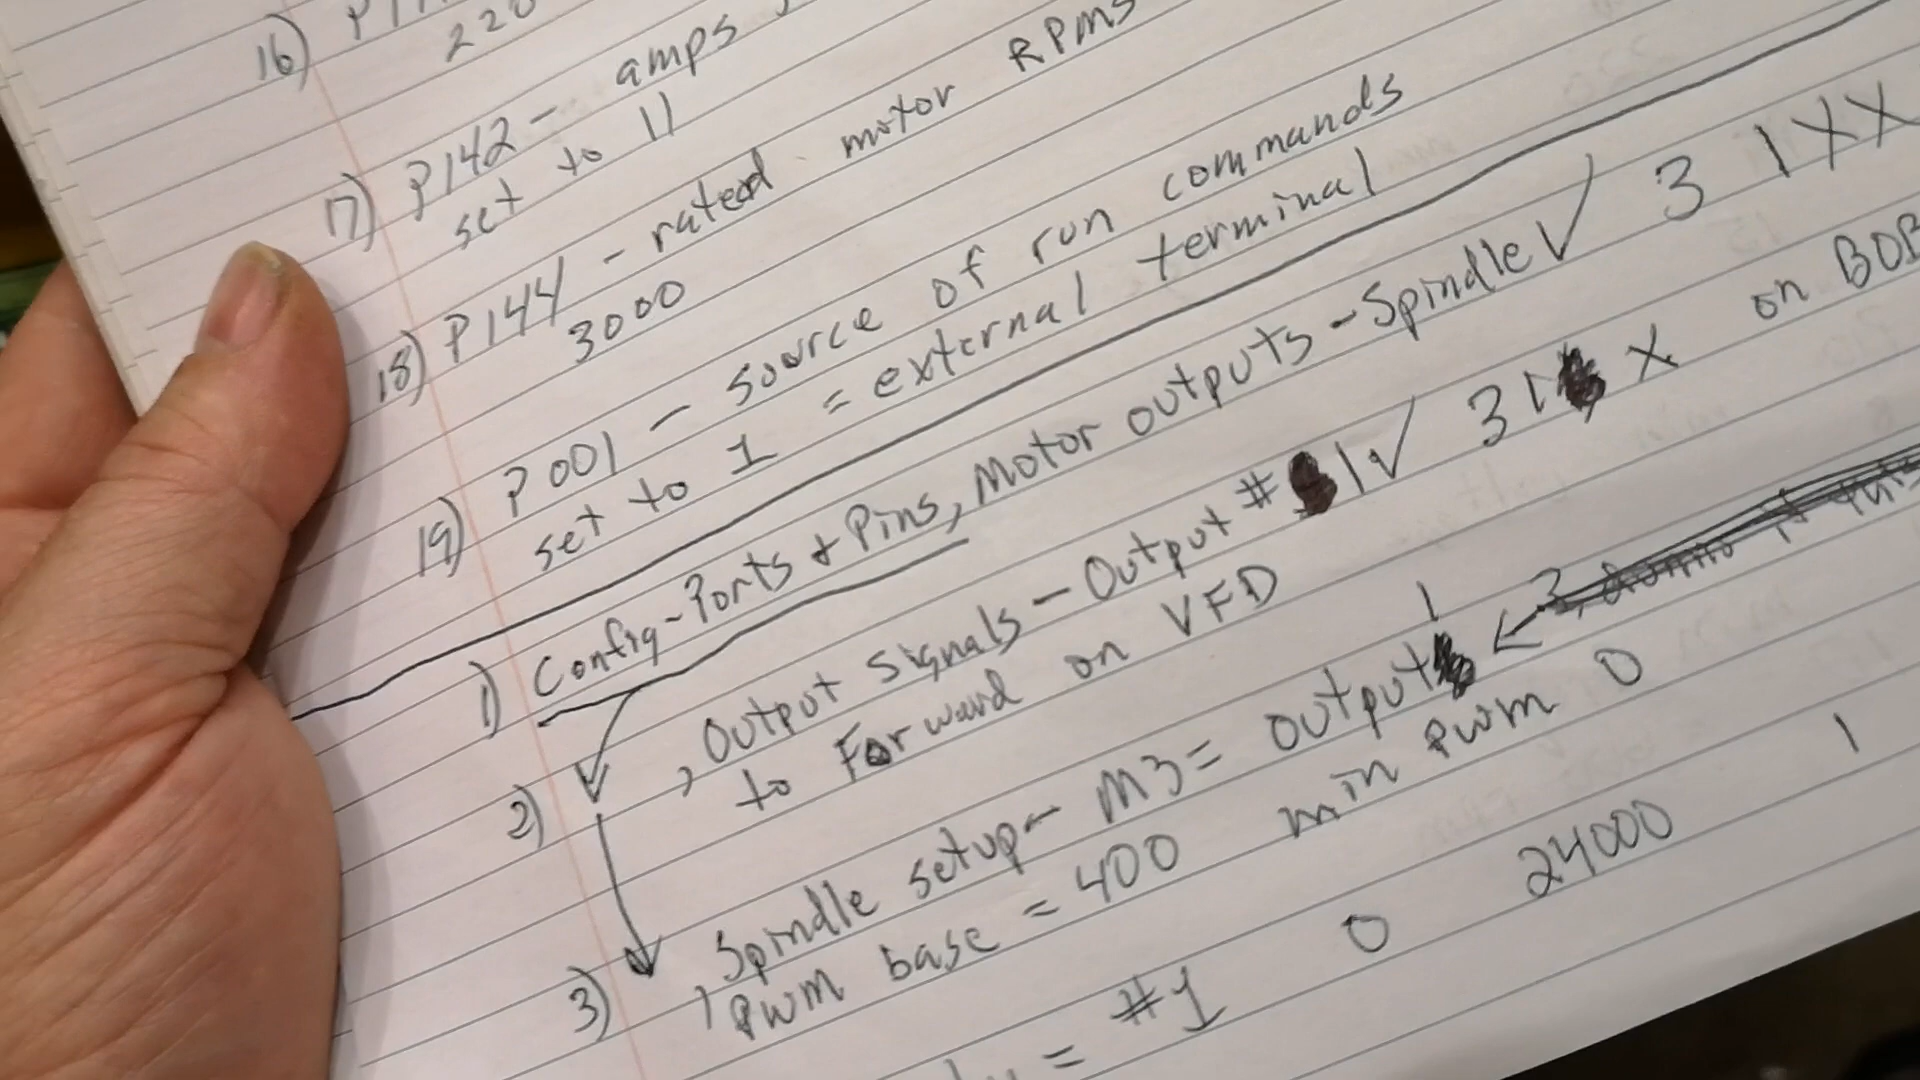 16)
220
17) P142 - amps
set to 11
18) P144 - rated motor RPMs
3000
19) P001 - source of run commands
set to 1 = external terminal
1) Config - Ports + Pins, Motor outputs - Spindle ✓ 3 1 X X
2) , Output signals - Output # 1 ✓ 3 1 X on BOB
to Forward on VFD
3) , Spindle setup - M3 = output 1 ←
PWM base = 400 min PWM 0
= #1 0 24000 1